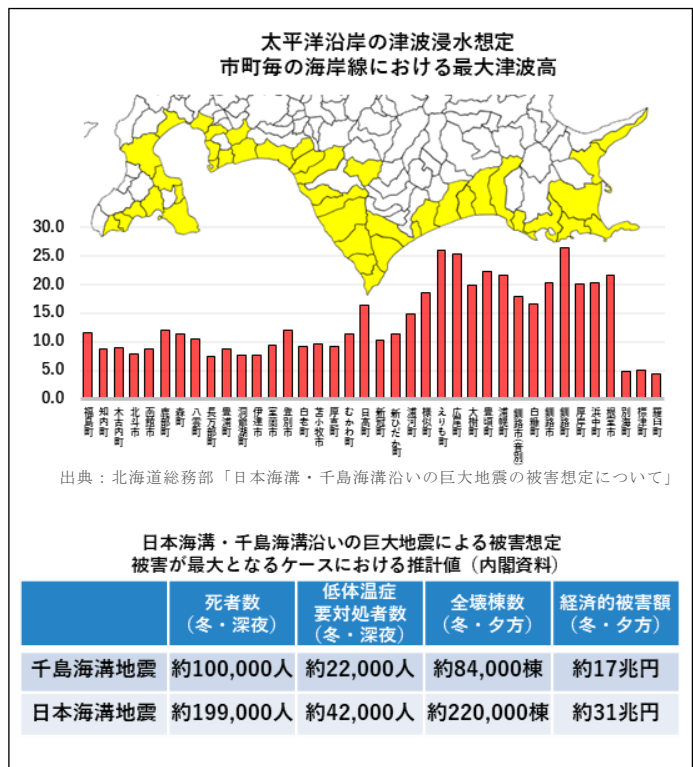 太平洋沿岸の津波浸水想定
市町毎の海岸線における最大津波高
30.0
25.0
20.0
15.0
10.0
5.0
0.0
福島町
知内町
木古内町
北斗市
函館市
鹿部町
森町
八雲町
長万部町
豊浦町
洞爺湖町
伊達市
室蘭市
登別市
白老町
苫小牧市
厚真町
むかわ町
日高町
新冠町
新ひだか町
浦河町
様似町
えりも町
広尾町
大樹町
豊頃町
浦幌町
釧路市(音別)
白糠町
釧路市
釧路町
厚岸町
浜中町
根室市
別海町
標津町
羅臼町
出典：北海道総務部「日本海溝・千島海溝沿いの巨大地震の被害想定について」
日本海溝・千島海溝沿いの巨大地震による被害想定
被害が最大となるケースにおける推計値（内閣資料）
死者数
（冬・深夜）
低体温症
要対処者数
（冬・深夜）
全壊棟数
（冬・夕方）
経済的被害額
（冬・夕方）
千島海溝地震 約100,000人 約22,000人 約84,000棟 約17兆円
日本海溝地震 約199,000人 約42,000人 約220,000棟 約31兆円